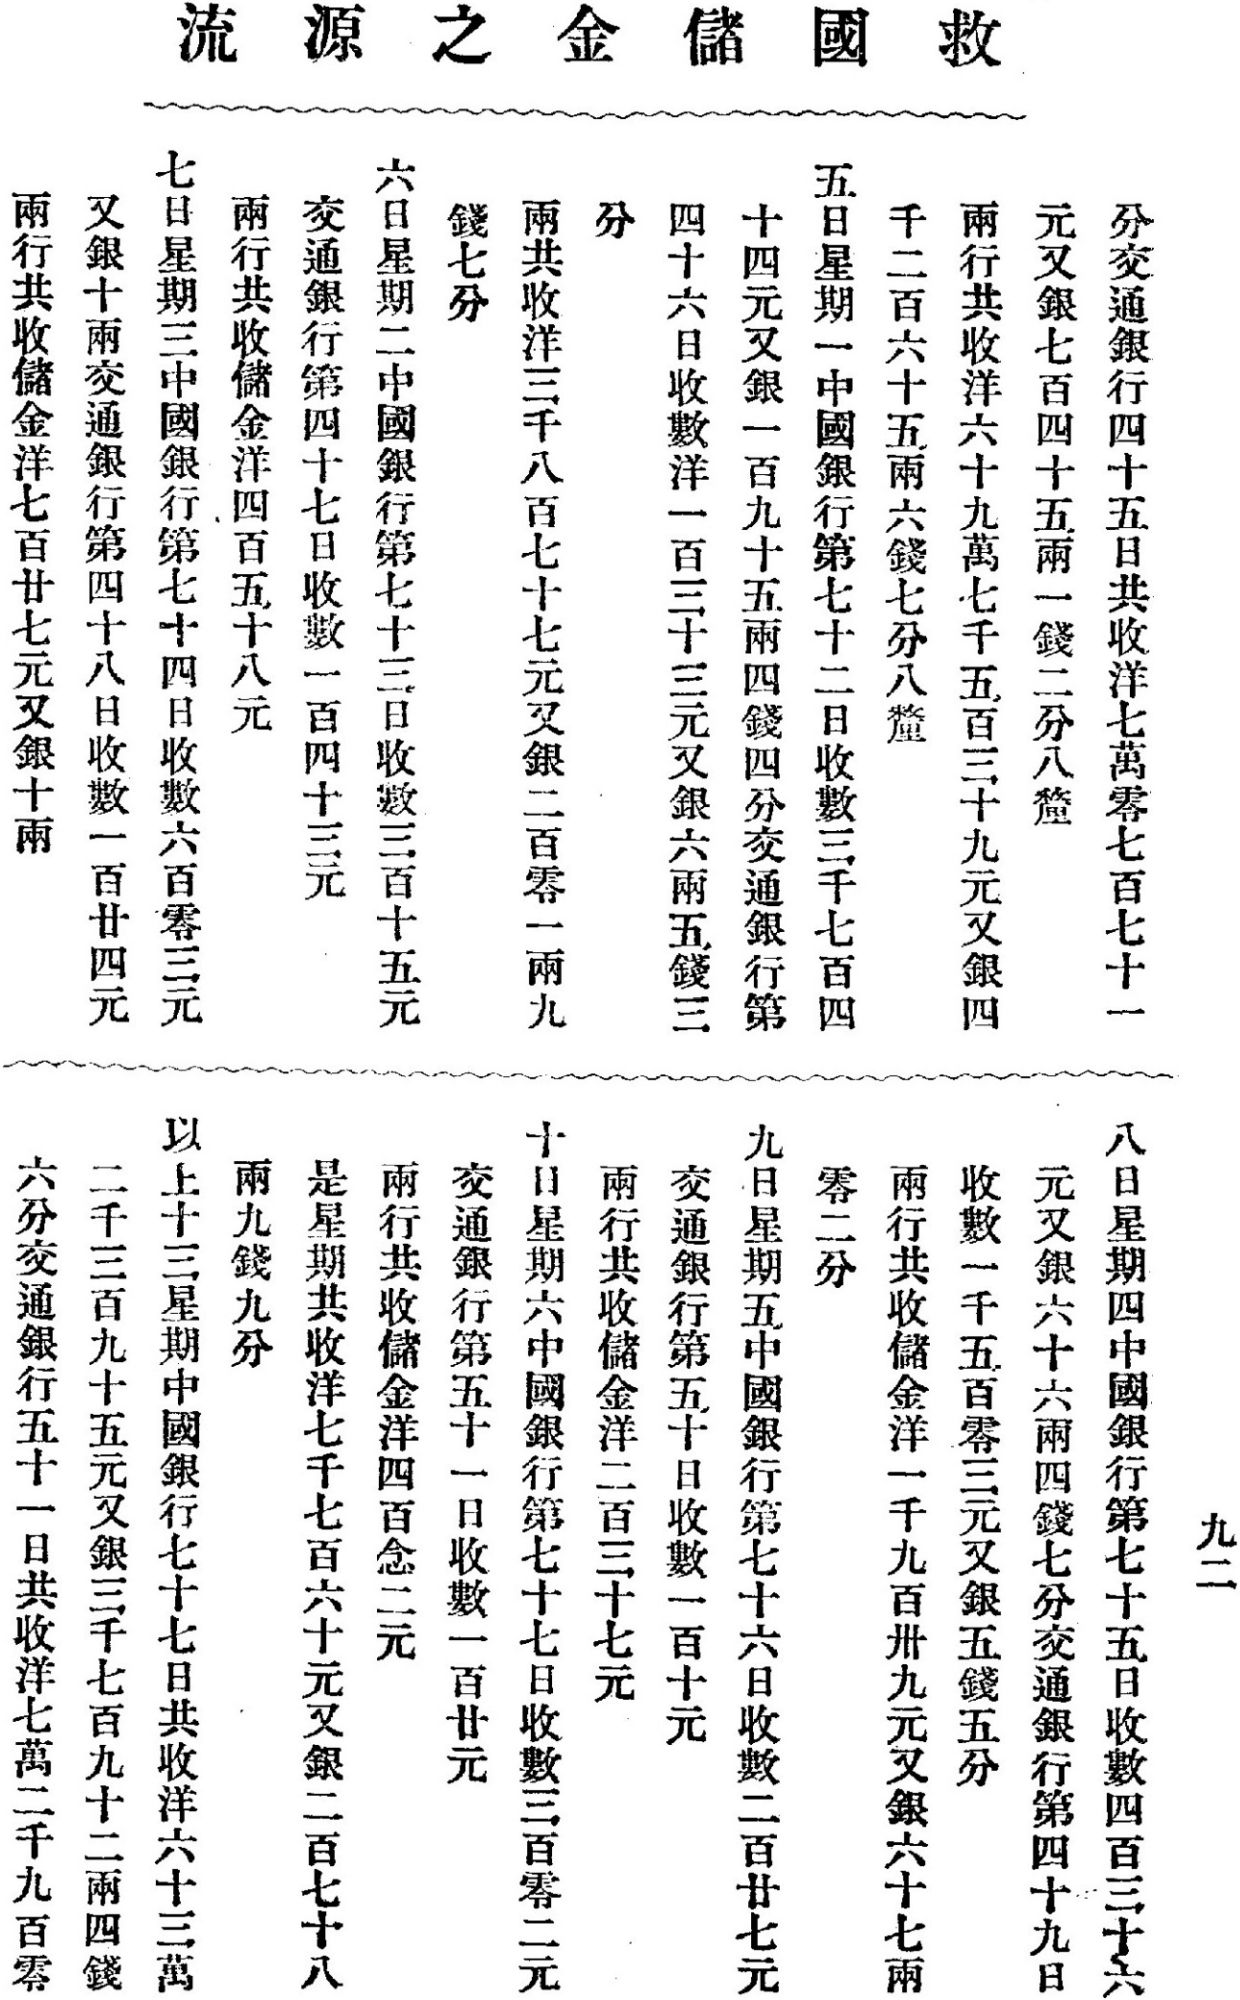 救國儲金之源流
分交通銀行四十五日共收洋七萬零七百七十一
元又銀七百四十五兩一錢二分八釐
兩行共收洋六十九萬七千五百三十九元又銀四
千二百六十五兩六錢七分八釐
五日星期一中國銀行第七十二日收數三千七百四
十四元又銀一百九十五兩四錢四分交通銀行第
四十六日收數洋一百三十三元又銀六兩五錢三
分
兩共收洋三千八百七十七元又銀二百零一兩九
錢七分
六日星期二中國銀行第七十三日收數三百十五元
交通銀行第四十七日收數一百四十三元
兩行共收儲金洋四百五十八元
七日星期三中國銀行第七十四日收數六百零三元
又銀十兩交通銀行第四十八日收數一百廿四元
兩行共收儲金洋七百廿七元又銀十兩
八日星期四中國銀行第七十五日收數四百三十六
元又銀六十六兩四錢七分交通銀行第四十九日
收數一千五百零三元又銀五錢五分
兩行共收儲金洋一千九百卅九元又銀六十七兩
零二分
九日星期五中國銀行第七十六日收數二百廿七元
交通銀行第五十日收數一百十元
兩行共收儲金洋二百三十七元
十日星期六中國銀行第七十七日收數三百零二元
交通銀行第五十一日收數一百廿元
兩行共收儲金洋四百念二元
是星期共收洋七千七百六十元又銀二百七十八
兩九錢九分
以上十三星期中國銀行七十七日共收洋六十三萬
二千三百九十五元又銀三千七百九十二兩四錢
六分交通銀行五十一日共收洋七萬二千九百零
九二